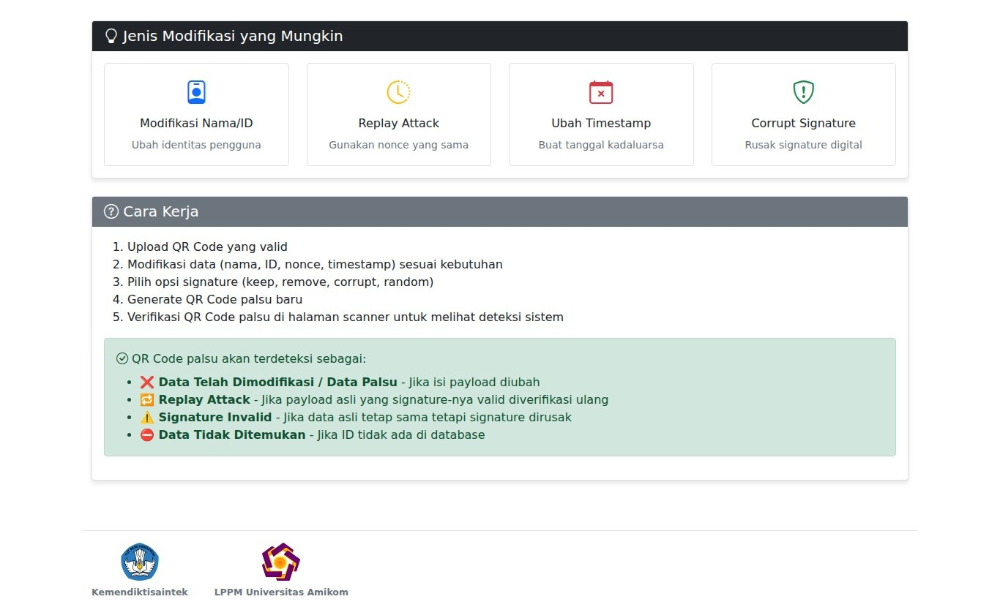 Jenis Modifikasi yang Mungkin
Modifikasi Nama/ID
Ubah identitas pengguna
Replay Attack
Gunakan nonce yang sama
Ubah Timestamp
Buat tanggal kadaluarsa
Corrupt Signature
Rusak signature digital
Cara Kerja
1. Upload QR Code yang valid
2. Modifikasi data (nama, ID, nonce, timestamp) sesuai kebutuhan
3. Pilih opsi signature (keep, remove, corrupt, random)
4. Generate QR Code palsu baru
5. Verifikasi QR Code palsu di halaman scanner untuk melihat deteksi sistem
QR Code palsu akan terdeteksi sebagai:
• ❌ Data Telah Dimodifikasi / Data Palsu - Jika isi payload diubah
• 🔁 Replay Attack - Jika payload asli yang signature-nya valid diverifikasi ulang
• ⚠️ Signature Invalid - Jika data asli tetap sama tetapi signature dirusak
• ⛔ Data Tidak Ditemukan - Jika ID tidak ada di database
Kemendiktisaintek
LPPM Universitas Amikom